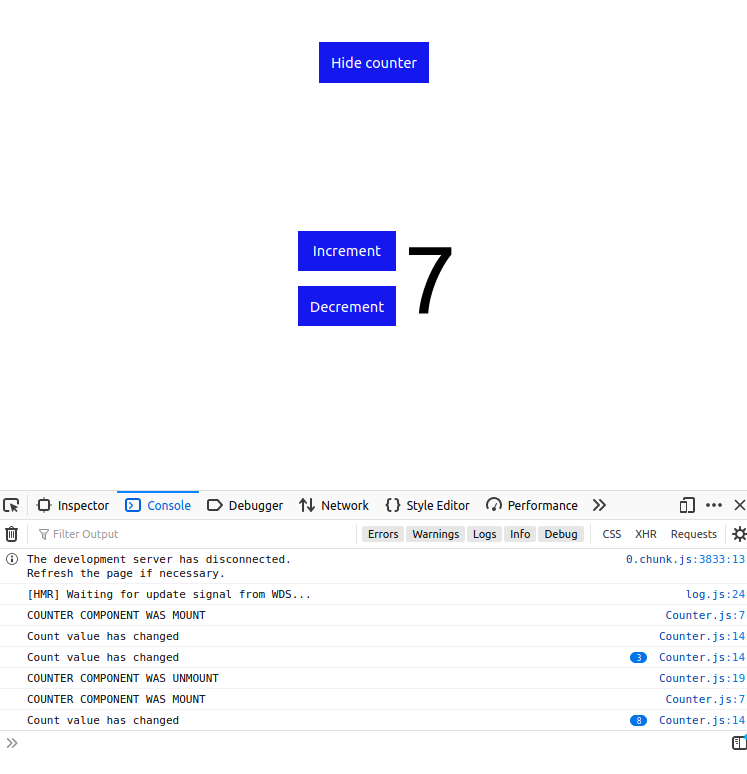 Hide counter
Increment
7
Decrement
Inspector Console Debugger Network Style Editor Performance
Filter Output Errors Warnings Logs Info Debug CSS XHR Requests
The development server has disconnected. 0.chunk.js:3833:13
Refresh the page if necessary.
[HMR] Waiting for update signal from WDS... log.js:24
COUNTER COMPONENT WAS MOUNT Counter.js:7
Count value has changed Counter.js:14
Count value has changed 3 Counter.js:14
COUNTER COMPONENT WAS UNMOUNT Counter.js:19
COUNTER COMPONENT WAS MOUNT Counter.js:7
Count value has changed 8 Counter.js:14